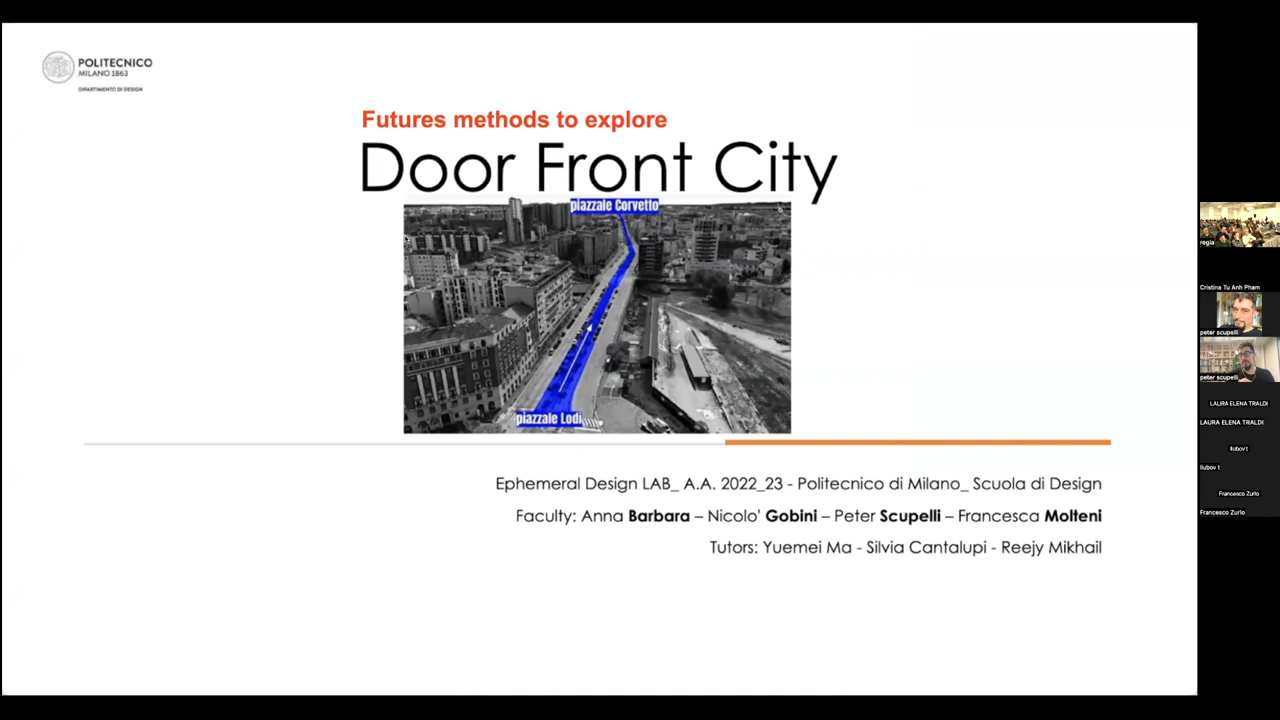 POLITECNICO
MILANO 1863
DIPARTIMENTO DI DESIGN
Futures methods to explore
Door Front City
piazzale Corvetto
piazzale Lodi
Ephemeral Design LAB_ A.A. 2022_23 - Politecnico di Milano_ Scuola di Design
Faculty: Anna Barbara – Nicolo' Gobini – Peter Scupelli – Francesca Molteni
Tutors: Yuemei Ma - Silvia Cantalupi - Reejy Mikhail
regia
Cristina Tu Anh Pham
peter scupelli
peter scupelli
LAURA ELENA TRALDI
LAURA ELENA TRALDI
liubov t
liubov t
Francesco Zurlo
Francesco Zurlo